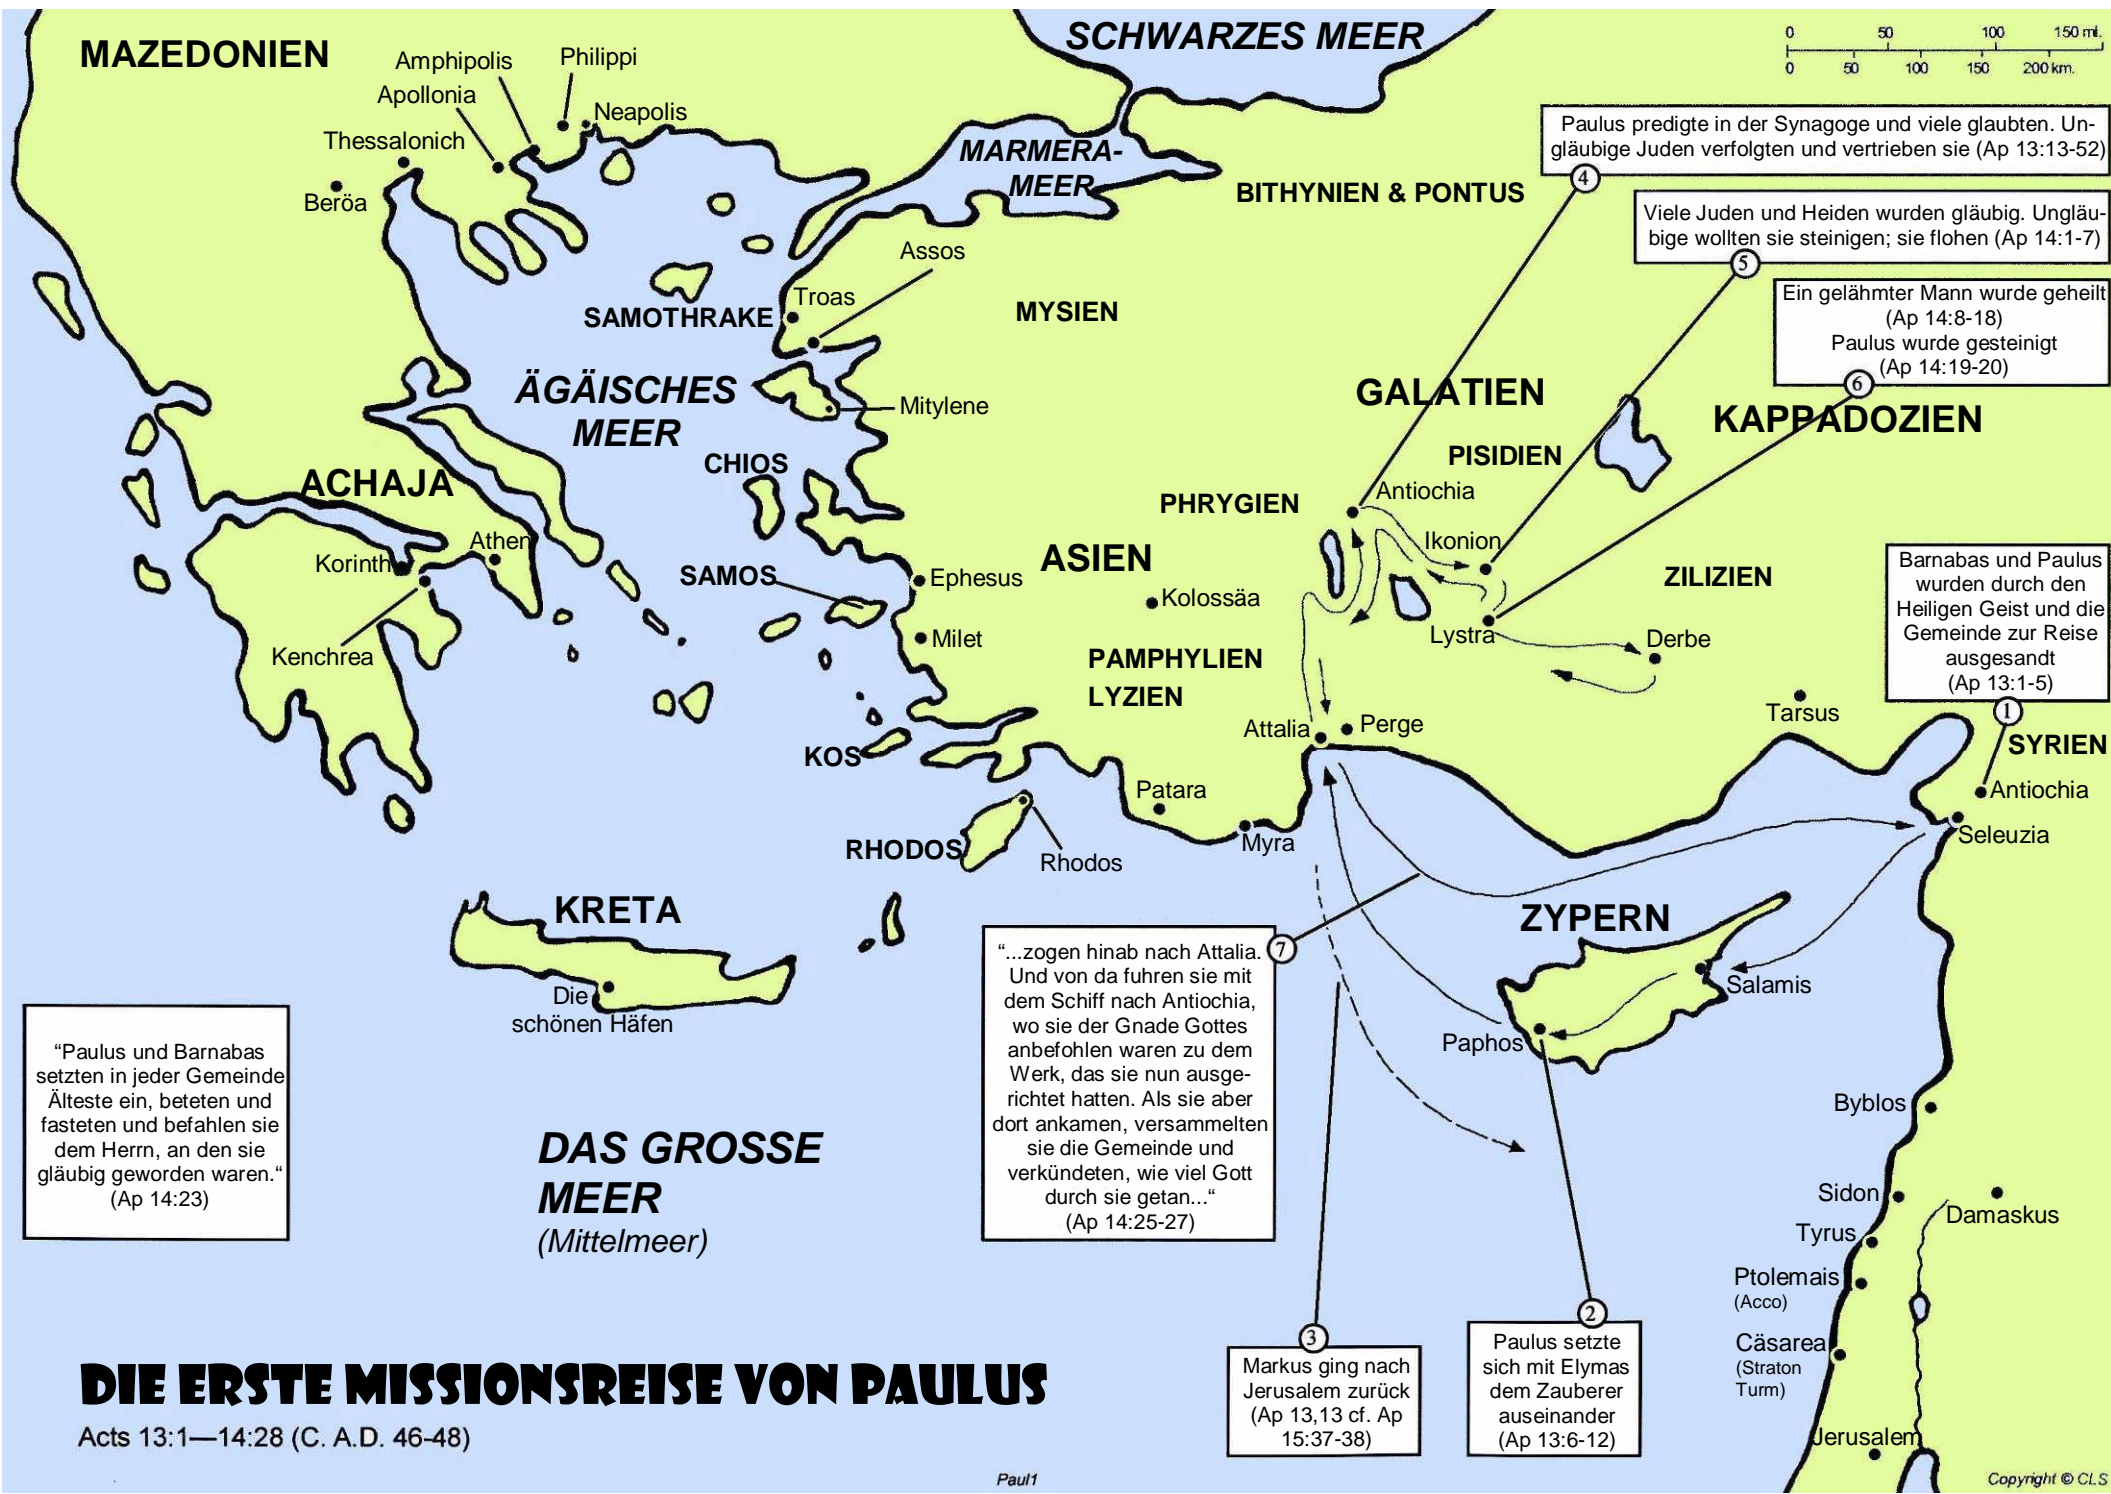 MAZEDONIEN
SCHWARZES MEER
0 50 100 150 mi.
0 50 100 150 200 km.
Amphipolis
Philippi
Apollonia
Neapolis
Thessalonich
Beröa
MARMERA-
MEER
BITHYNIEN & PONTUS
Paulus predigte in der Synagoge und viele glaubten. Un-
gläubige Juden verfolgten und vertrieben sie (Ap 13:13-52)
4
Viele Juden und Heiden wurden gläubig. Ungläu-
bige wollten sie steinigen; sie flohen (Ap 14:1-7)
5
Ein gelähmter Mann wurde geheilt
(Ap 14:8-18)
Paulus wurde gesteinigt
(Ap 14:19-20)
6
Assos
Troas
SAMOTHRAKE
MYSIEN
ÄGÄISCHES
MEER
Mitylene
GALATIEN
KAPPADOZIEN
CHIOS
PISIDIEN
ACHAJA
PHRYGIEN
Antiochia
Korinth
Athen
Ikonion
ASIEN
SAMOS
Ephesus
Kolossäa
ZILIZIEN
Barnabas und Paulus
wurden durch den
Heiligen Geist und die
Gemeinde zur Reise
ausgesandt
(Ap 13:1-5)
1
Kenchrea
Milet
Lystra
Derbe
PAMPHYLIEN
LYZIEN
Tarsus
Attalia
Perge
SYRIEN
KOS
Patara
Antiochia
Seleuzia
RHODOS
Rhodos
Myra
KRETA
ZYPERN
Die
schönen Häfen
Salamis
Paphos
7
“...zogen hinab nach Attalia.
Und von da fuhren sie mit
dem Schiff nach Antiochia,
wo sie der Gnade Gottes
anbefohlen waren zu dem
Werk, das sie nun ausge-
richtet hatten. Als sie aber
dort ankamen, versammelten
sie die Gemeinde und
verkündeten, wie viel Gott
durch sie getan...“
(Ap 14:25-27)
“Paulus und Barnabas
setzten in jeder Gemeinde
Älteste ein, beteten und
fasteten und befahlen sie
dem Herrn, an den sie
gläubig geworden waren.“
(Ap 14:23)
DAS GROSSE
MEER
(Mittelmeer)
Byblos
Sidon
Damaskus
Tyrus
Ptolemais
(Acco)
Cäsarea
(Straton
Turm)
Jerusalem
3
Markus ging nach
Jerusalem zurück
(Ap 13,13 cf. Ap
15:37-38)
2
Paulus setzte
sich mit Elymas
dem Zauberer
auseinander
(Ap 13:6-12)
DIE ERSTE MISSIONSREISE VON PAULUS
Acts 13:1—14:28 (C. A.D. 46-48)
Paul1
Copyright © CLS